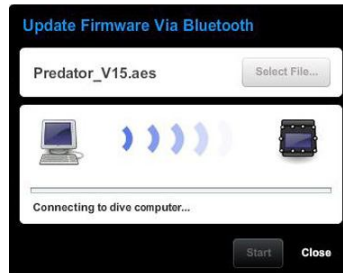 Update Firmware Via Bluetooth
Predator_V15.aes
Select File...
Connecting to dive computer...
Start
Close